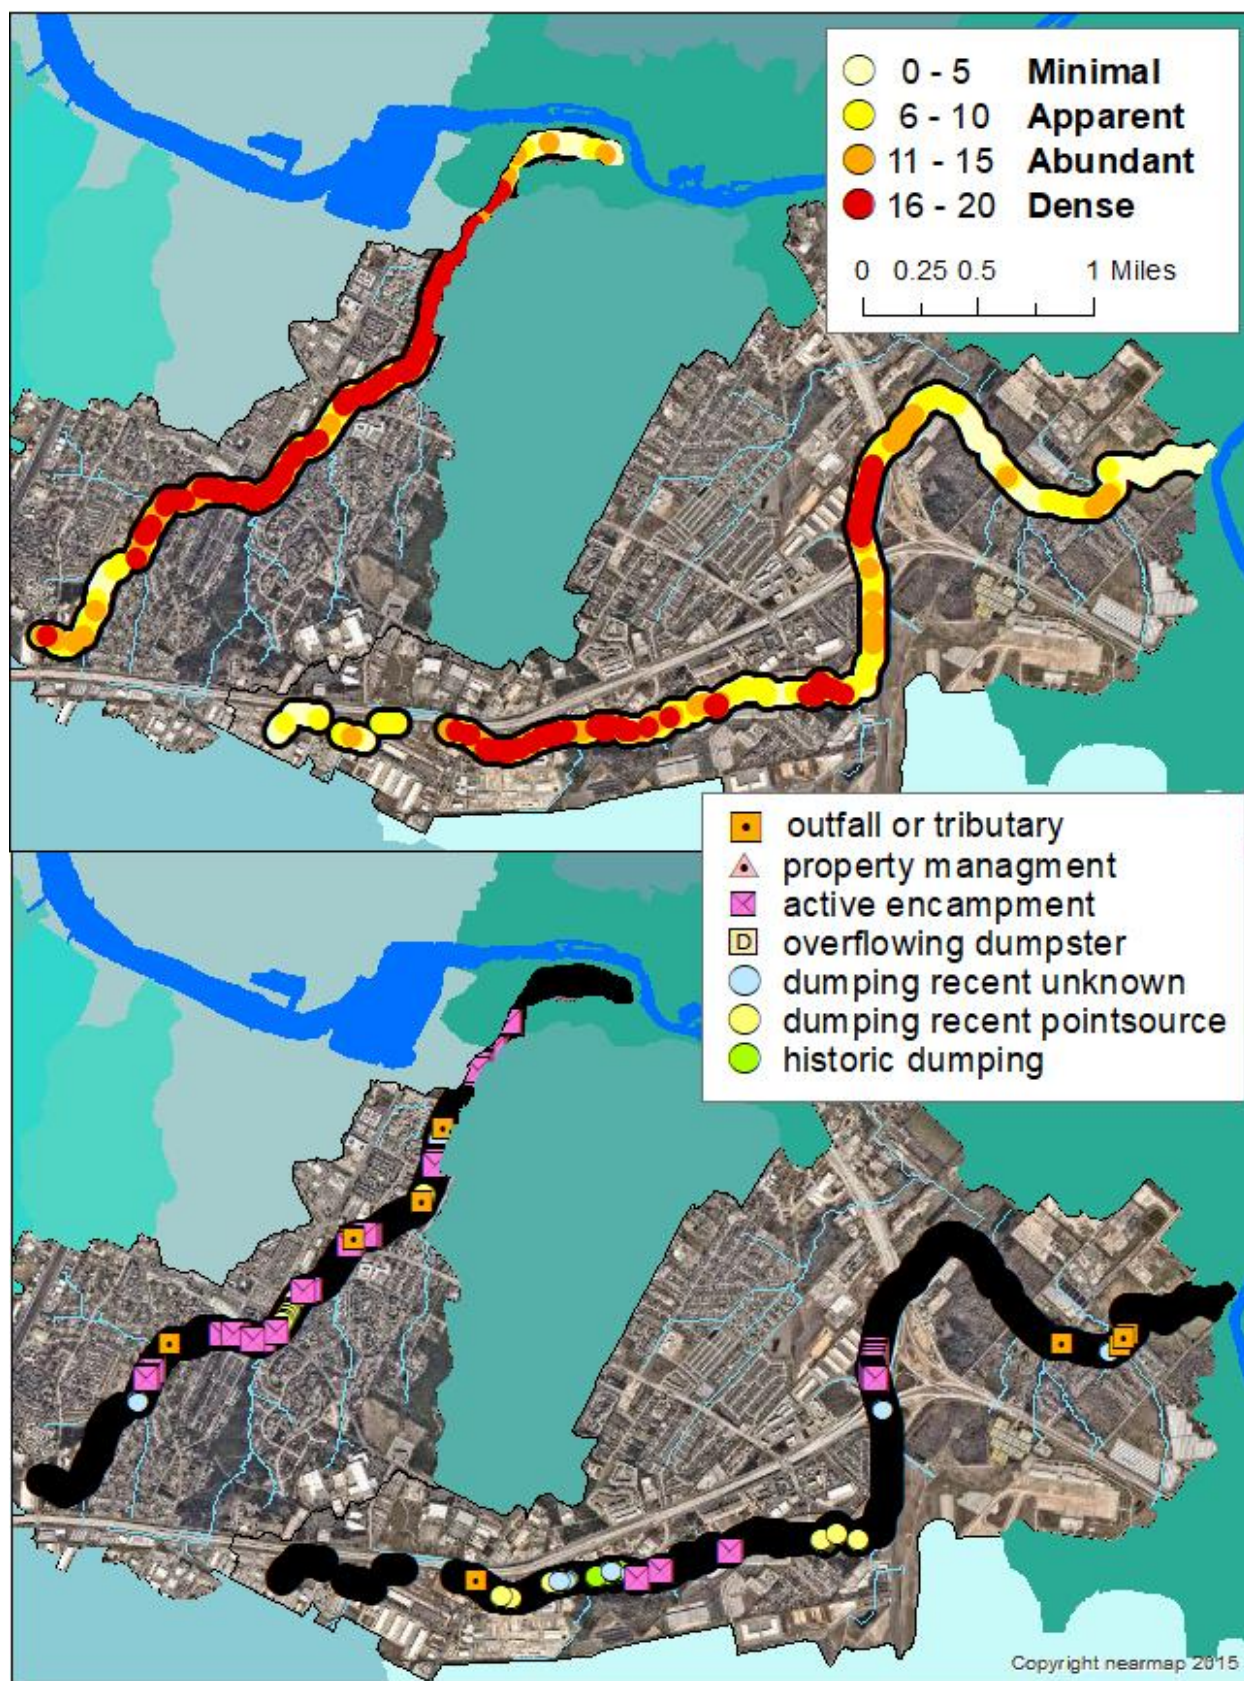 0 - 5 Minimal
6 - 10 Apparent
11 - 15 Abundant
16 - 20 Dense
0 0.25 0.5 1 Miles
outfall or tributary
property managment
active encampment
D overflowing dumpster
dumping recent unknown
dumping recent pointsource
historic dumping
Copyright nearmap 2015